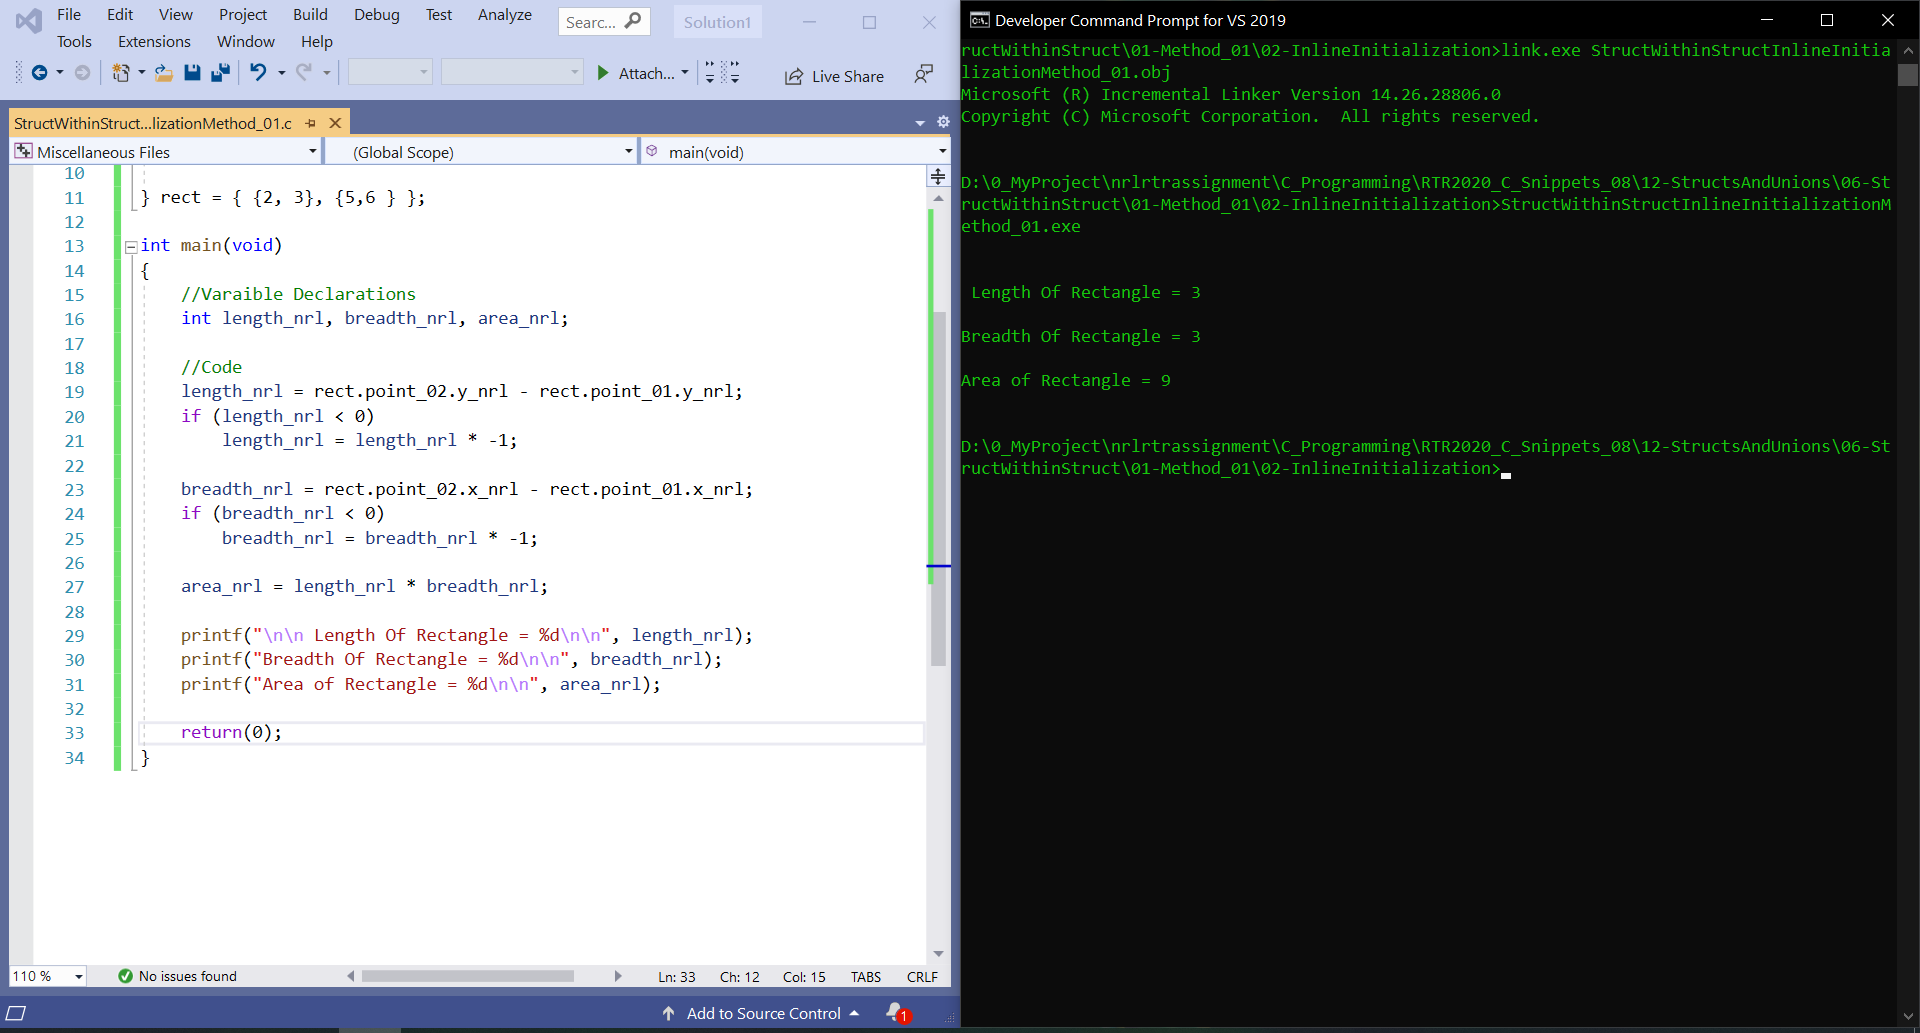 File Edit View Project Build Debug Test Analyze Searc... Solution1
Tools Extensions Window Help
Attach... Live Share
StructWithinStruct...lizationMethod_01.c
Miscellaneous Files (Global Scope) main(void)
10
11 } rect = { {2, 3}, {5,6 } };
12
13 int main(void)
14 {
15 //Varaible Declarations
16 int length_nrl, breadth_nrl, area_nrl;
17
18 //Code
19 length_nrl = rect.point_02.y_nrl - rect.point_01.y_nrl;
20 if (length_nrl < 0)
21 length_nrl = length_nrl * -1;
22
23 breadth_nrl = rect.point_02.x_nrl - rect.point_01.x_nrl;
24 if (breadth_nrl < 0)
25 breadth_nrl = breadth_nrl * -1;
26
27 area_nrl = length_nrl * breadth_nrl;
28
29 printf("\n\n Length Of Rectangle = %d\n\n", length_nrl);
30 printf("Breadth Of Rectangle = %d\n\n", breadth_nrl);
31 printf("Area of Rectangle = %d\n\n", area_nrl);
32
33 return(0);
34 }
110 % No issues found Ln: 33 Ch: 12 Col: 15 TABS CRLF
Add to Source Control 1
Developer Command Prompt for VS 2019
ructWithinStruct\01-Method_01\02-InlineInitialization>link.exe StructWithinStructInlineInitia
lizationMethod_01.obj
Microsoft (R) Incremental Linker Version 14.26.28806.0
Copyright (C) Microsoft Corporation.  All rights reserved.
D:\0_MyProject\nrlrtrassignment\C_Programming\RTR2020_C_Snippets_08\12-StructsAndUnions\06-St
ructWithinStruct\01-Method_01\02-InlineInitialization>StructWithinStructInlineInitializationM
ethod_01.exe
Length Of Rectangle = 3
Breadth Of Rectangle = 3
Area of Rectangle = 9
D:\0_MyProject\nrlrtrassignment\C_Programming\RTR2020_C_Snippets_08\12-StructsAndUnions\06-St
ructWithinStruct\01-Method_01\02-InlineInitialization>